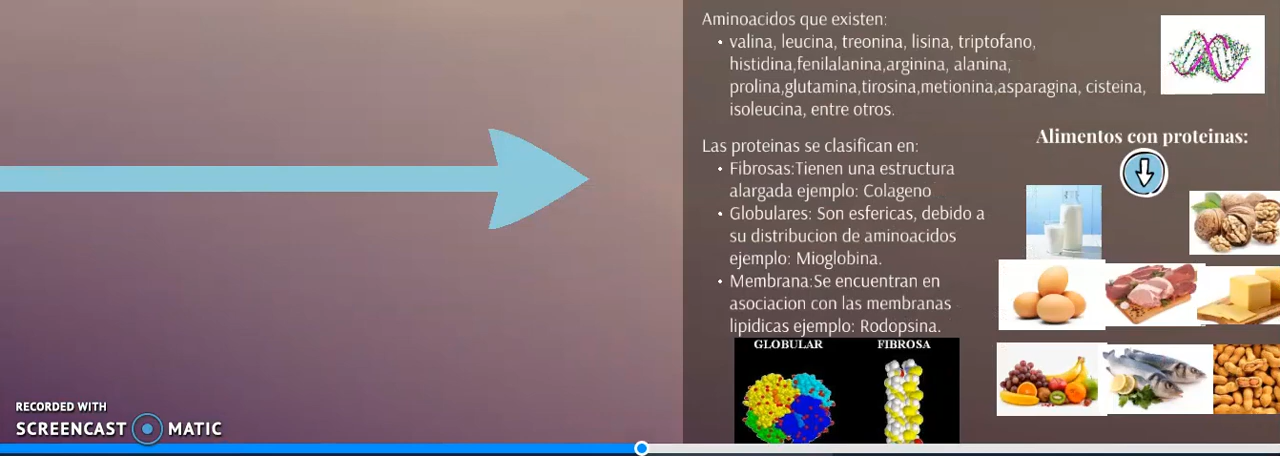 Aminoacidos que existen:
• valina, leucina, treonina, lisina, triptofano,
histidina,fenilalanina,arginina, alanina,
prolina,glutamina,tirosina,metionina,asparagina, cisteina,
isoleucina, entre otros.
Las proteinas se clasifican en:
• Fibrosas:Tienen una estructura
alargada ejemplo: Colageno
• Globulares: Son esfericas, debido a
su distribucion de aminoacidos
ejemplo: Mioglobina.
• Membrana:Se encuentran en
asociacion con las membranas
lipidicas ejemplo: Rodopsina.
GLOBULAR FIBROSA
Alimentos con proteinas:
RECORDED WITH
SCREENCAST MATIC